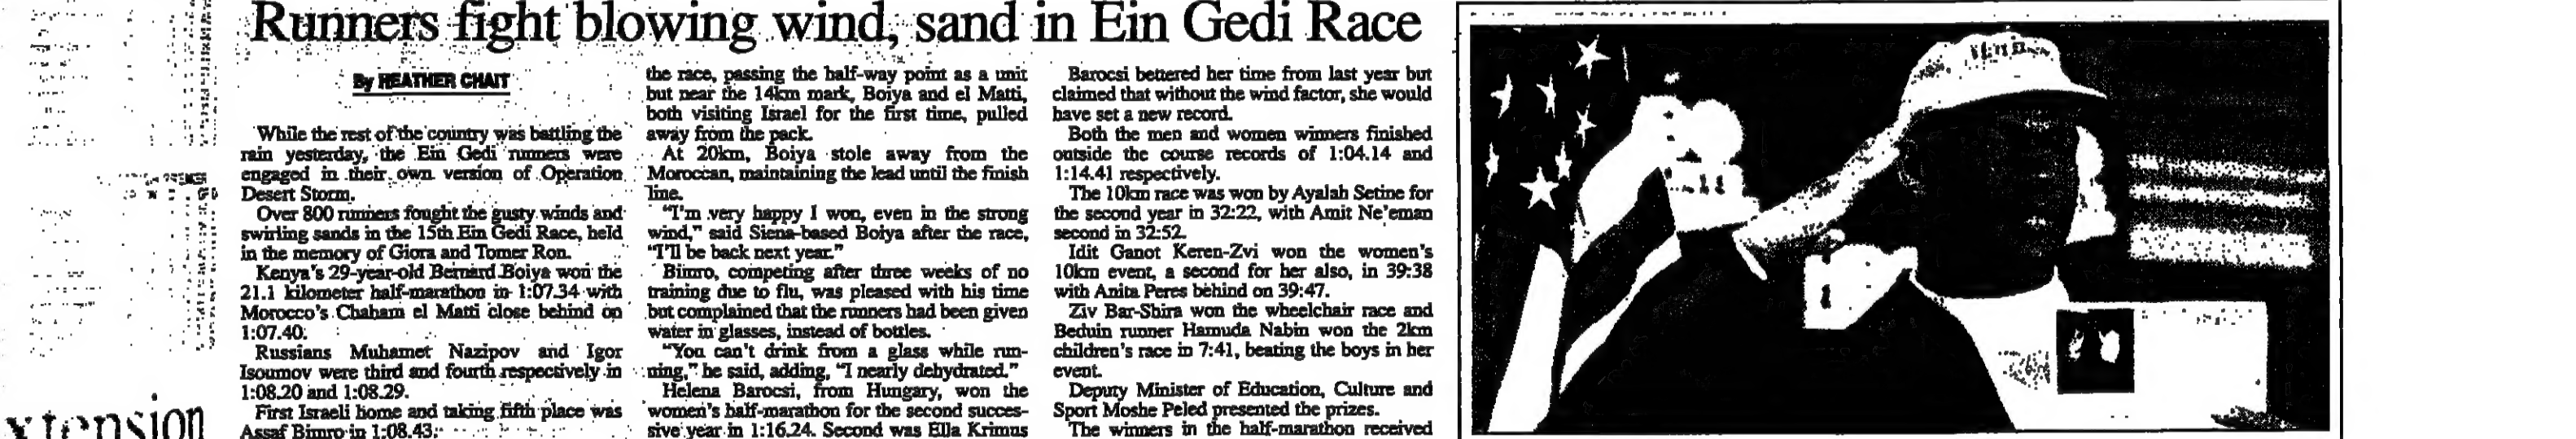 Runners fight blowing wind, sand in Ein Gedi Race
By HEATHER CHAIT
While the rest of the country was battling the
rain yesterday, the Ein Gedi runners were
engaged in their own version of Operation
Desert Storm.
Over 800 runners fought the gusty winds and
swirling sands in the 15th Ein Gedi Race, held
in the memory of Giora and Tomer Ron.
Kenya's 29-year-old Bernard Boiya won the
21.1 kilometer half-marathon in 1:07.34 with
Morocco's Chaham el Matti close behind on
1:07.40.
Russians Muhamet Nazipov and Igor
Isoumov were third and fourth respectively in
1:08.20 and 1:08.29.
First Israeli home and taking fifth place was
Assaf Bimro in 1:08.43.
the race, passing the half-way point as a unit
but near the 14km mark, Boiya and el Matti,
both visiting Israel for the first time, pulled
away from the pack.
At 20km, Boiya stole away from the
Moroccan, maintaining the lead until the finish
line.
"I'm very happy I won, even in the strong
wind," said Siena-based Boiya after the race,
"I'll be back next year."
Bimro, competing after three weeks of no
training due to flu, was pleased with his time
but complained that the runners had been given
water in glasses, instead of bottles.
"You can't drink from a glass while run-
ning," he said, adding, "I nearly dehydrated."
Helena Barocsi, from Hungary, won the
women's half-marathon for the second succes-
sive year in 1:16.24. Second was Ella Krimus
Barocsi bettered her time from last year but
claimed that without the wind factor, she would
have set a new record.
Both the men and women winners finished
outside the course records of 1:04.14 and
1:14.41 respectively.
The 10km race was won by Ayalah Setine for
the second year in 32:22, with Amit Ne'eman
second in 32:52.
Idit Ganot Keren-Zvi won the women's
10km event, a second for her also, in 39:38
with Anita Peres behind on 39:47.
Ziv Bar-Shira won the wheelchair race and
Beduin runner Hamuda Nabin won the 2km
children's race in 7:41, beating the boys in her
event.
Deputy Minister of Education, Culture and
Sport Moshe Peled presented the prizes.
The winners in the half-marathon received
xtension